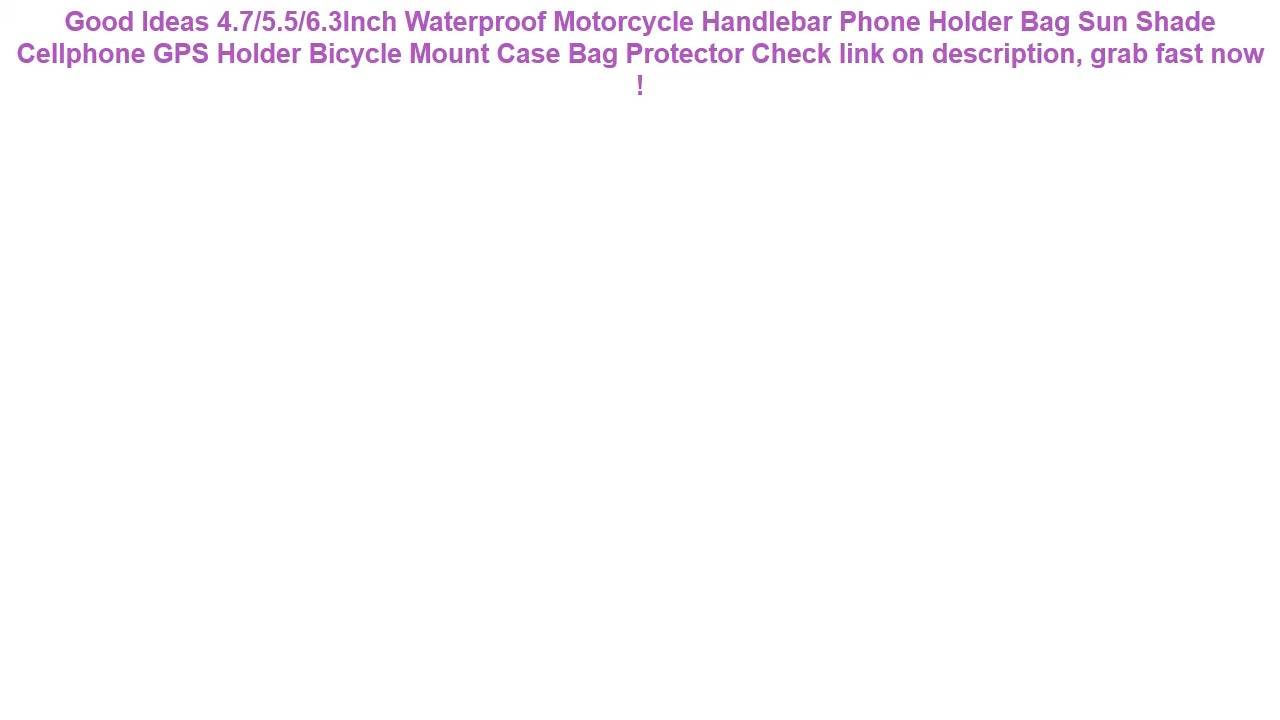 Good Ideas 4.7/5.5/6.3Inch Waterproof Motorcycle Handlebar Phone Holder Bag Sun Shade
Cellphone GPS Holder Bicycle Mount Case Bag Protector Check link on description, grab fast now
!